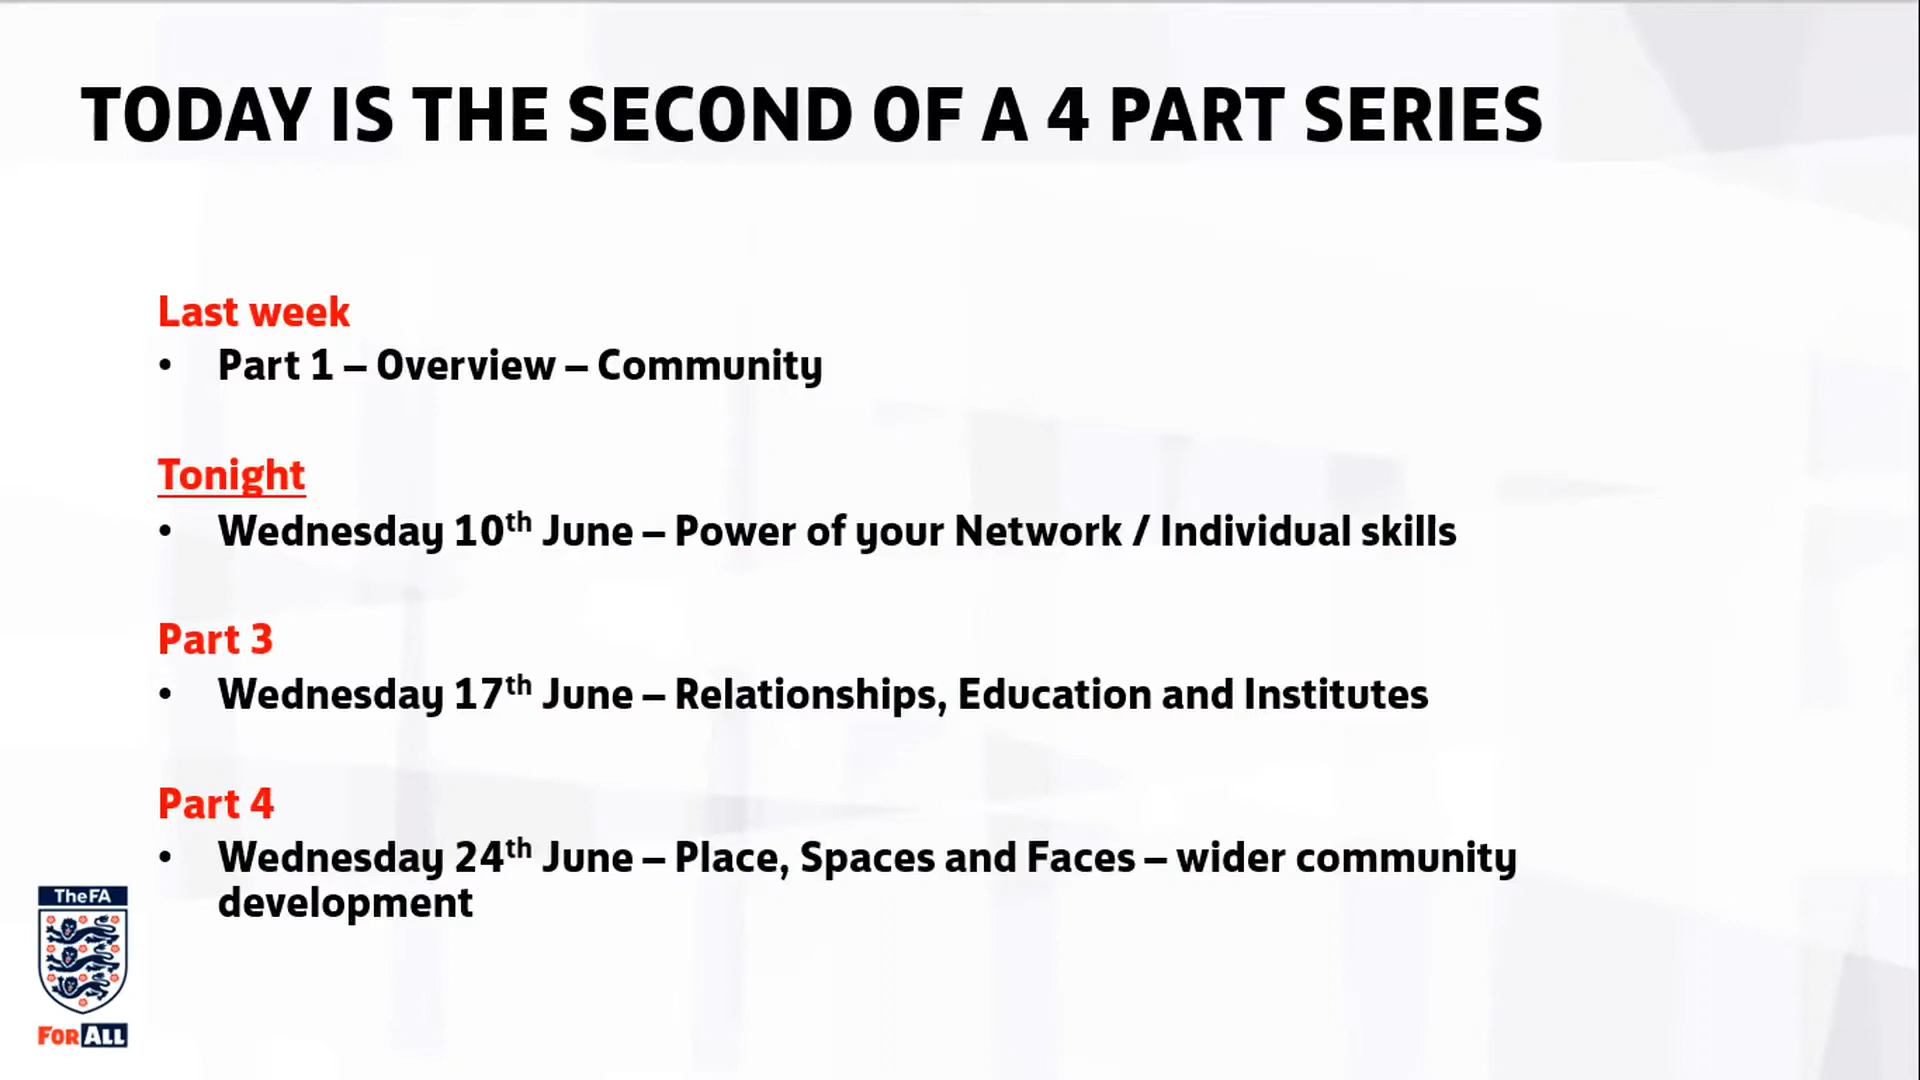 TODAY IS THE SECOND OF A 4 PART SERIES
Last week
• Part 1 – Overview – Community
Tonight
• Wednesday 10th June – Power of your Network / Individual skills
Part 3
• Wednesday 17th June – Relationships, Education and Institutes
Part 4
• Wednesday 24th June – Place, Spaces and Faces – wider community
development
The FA
FOR ALL